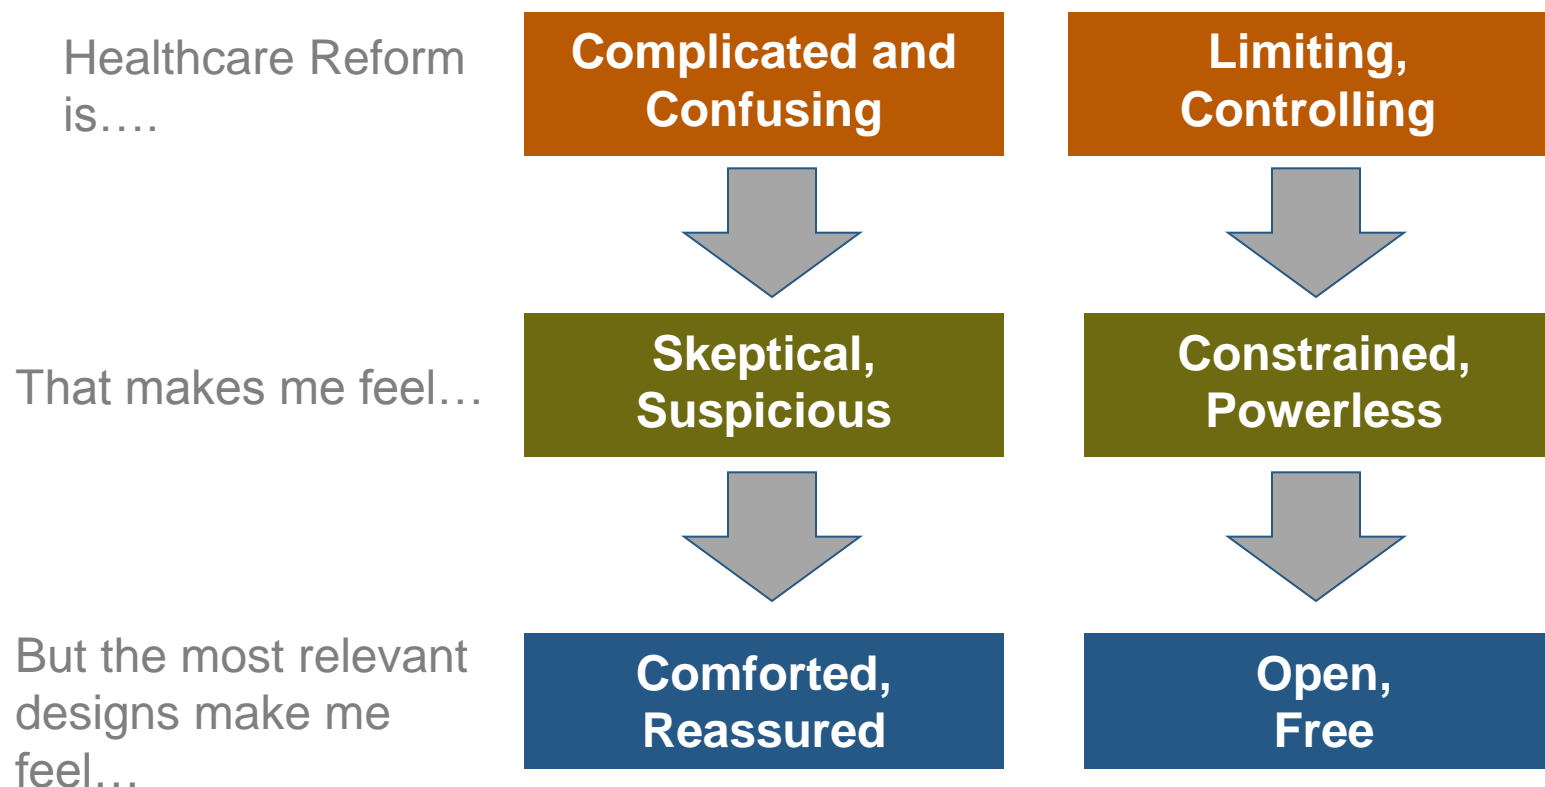 Healthcare Reform
is….
Complicated and
Confusing
Limiting,
Controlling
That makes me feel…
Skeptical,
Suspicious
Constrained,
Powerless
But the most relevant
designs make me
feel…
Comforted,
Reassured
Open,
Free